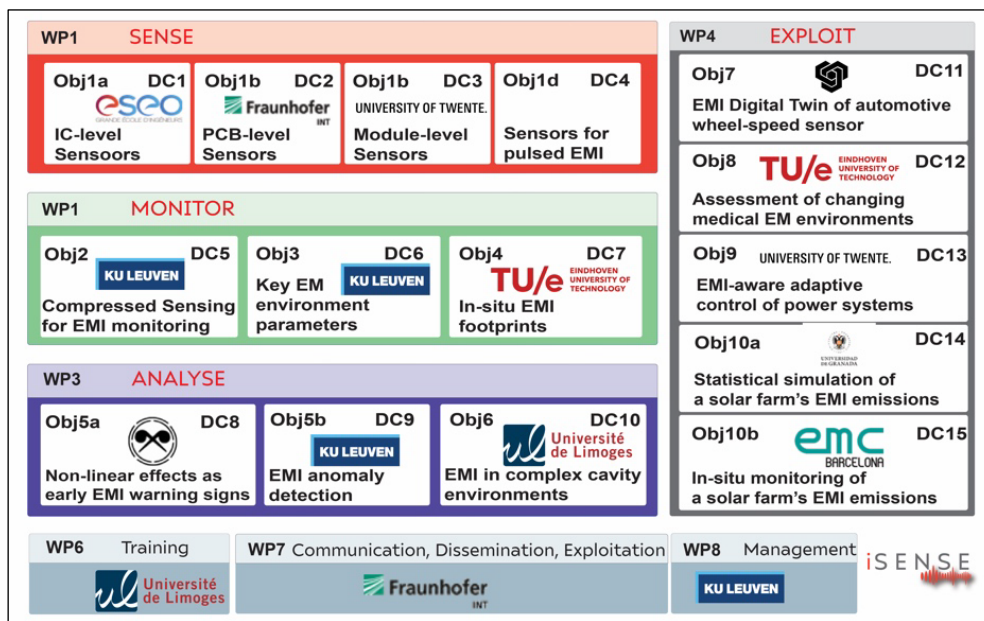 WP1 SENSE
Obj1a DC1
eseo
GRANDE ÉCOLE D'INGÉNIEURS
IC-level
Sensoors
Obj1b DC2
Fraunhofer
INT
PCB-level
Sensors
Obj1b DC3
UNIVERSITY OF TWENTE.
Module-level
Sensors
Obj1d DC4
Sensors for
pulsed EMI
WP1 MONITOR
Obj2 DC5
KU LEUVEN
Compressed Sensing
for EMI monitoring
Obj3 DC6
Key EM
environment
parameters
KU LEUVEN
Obj4 DC7
TU/e EINDHOVEN
UNIVERSITY OF
TECHNOLOGY
In-situ EMI
footprints
WP3 ANALYSE
Obj5a DC8
Non-linear effects as
early EMI warning signs
Obj5b DC9
KU LEUVEN
EMI anomaly
detection
Obj6 DC10
ul Université
de Limoges
EMI in complex cavity
environments
WP4 EXPLOIT
Obj7 DC11
EMI Digital Twin of automotive
wheel-speed sensor
Obj8 DC12
TU/e EINDHOVEN
UNIVERSITY OF
TECHNOLOGY
Assessment of changing
medical EM environments
Obj9 UNIVERSITY OF TWENTE. DC13
EMI-aware adaptive
control of power systems
Obj10a DC14
UNIVERSIDAD
DE GRANADA
Statistical simulation of
a solar farm's EMI emissions
Obj10b DC15
emc
BARCELONA
In-situ monitoring of
a solar farm's EMI emissions
WP6 Training
ul Université
de Limoges
WP7 Communication, Dissemination, Exploitation
Fraunhofer
INT
WP8 Management
KU LEUVEN
iSENSE